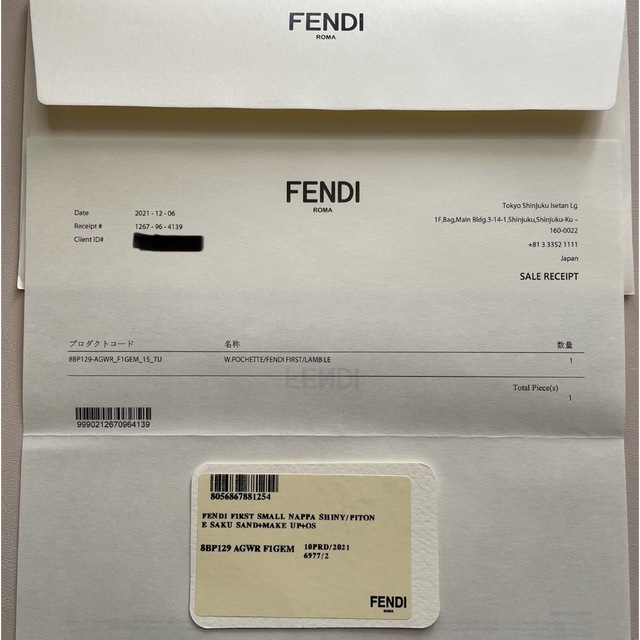 FENDI
ROMA
FENDI
ROMA
Date 2021 - 12 - 06
Receipt # 1267 - 96 - 4139
Client ID#
Tokyo Shinjuku Isetan Lg
1F,Bag,Main Bldg.3-14-1,Shinjuku,Shinjuku-Ku –
160-0022
+81 3 3352 1111
Japan
SALE RECEIPT
プロダクトコード 名称 数量
8BP129-AGWR_F1GEM_1S_TU W.POCHETTE/FENDI FIRST/LAMB LE 1
FENDI
Total Piece(s)
1
9990212670964139
8056867881254
FENDI FIRST SMALL NAPPA SHINY/PITON
E SAKU SAND+MAKE UP+OS
8BP129 AGWR F1GEM 10PRD/2021
6977/2
FENDI
ROMA